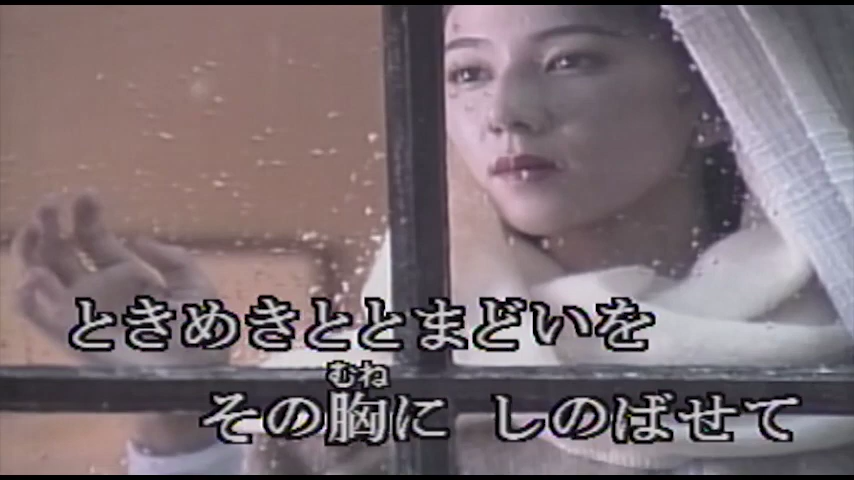 ときめきととまどいを
むね
その胸に しのばせて